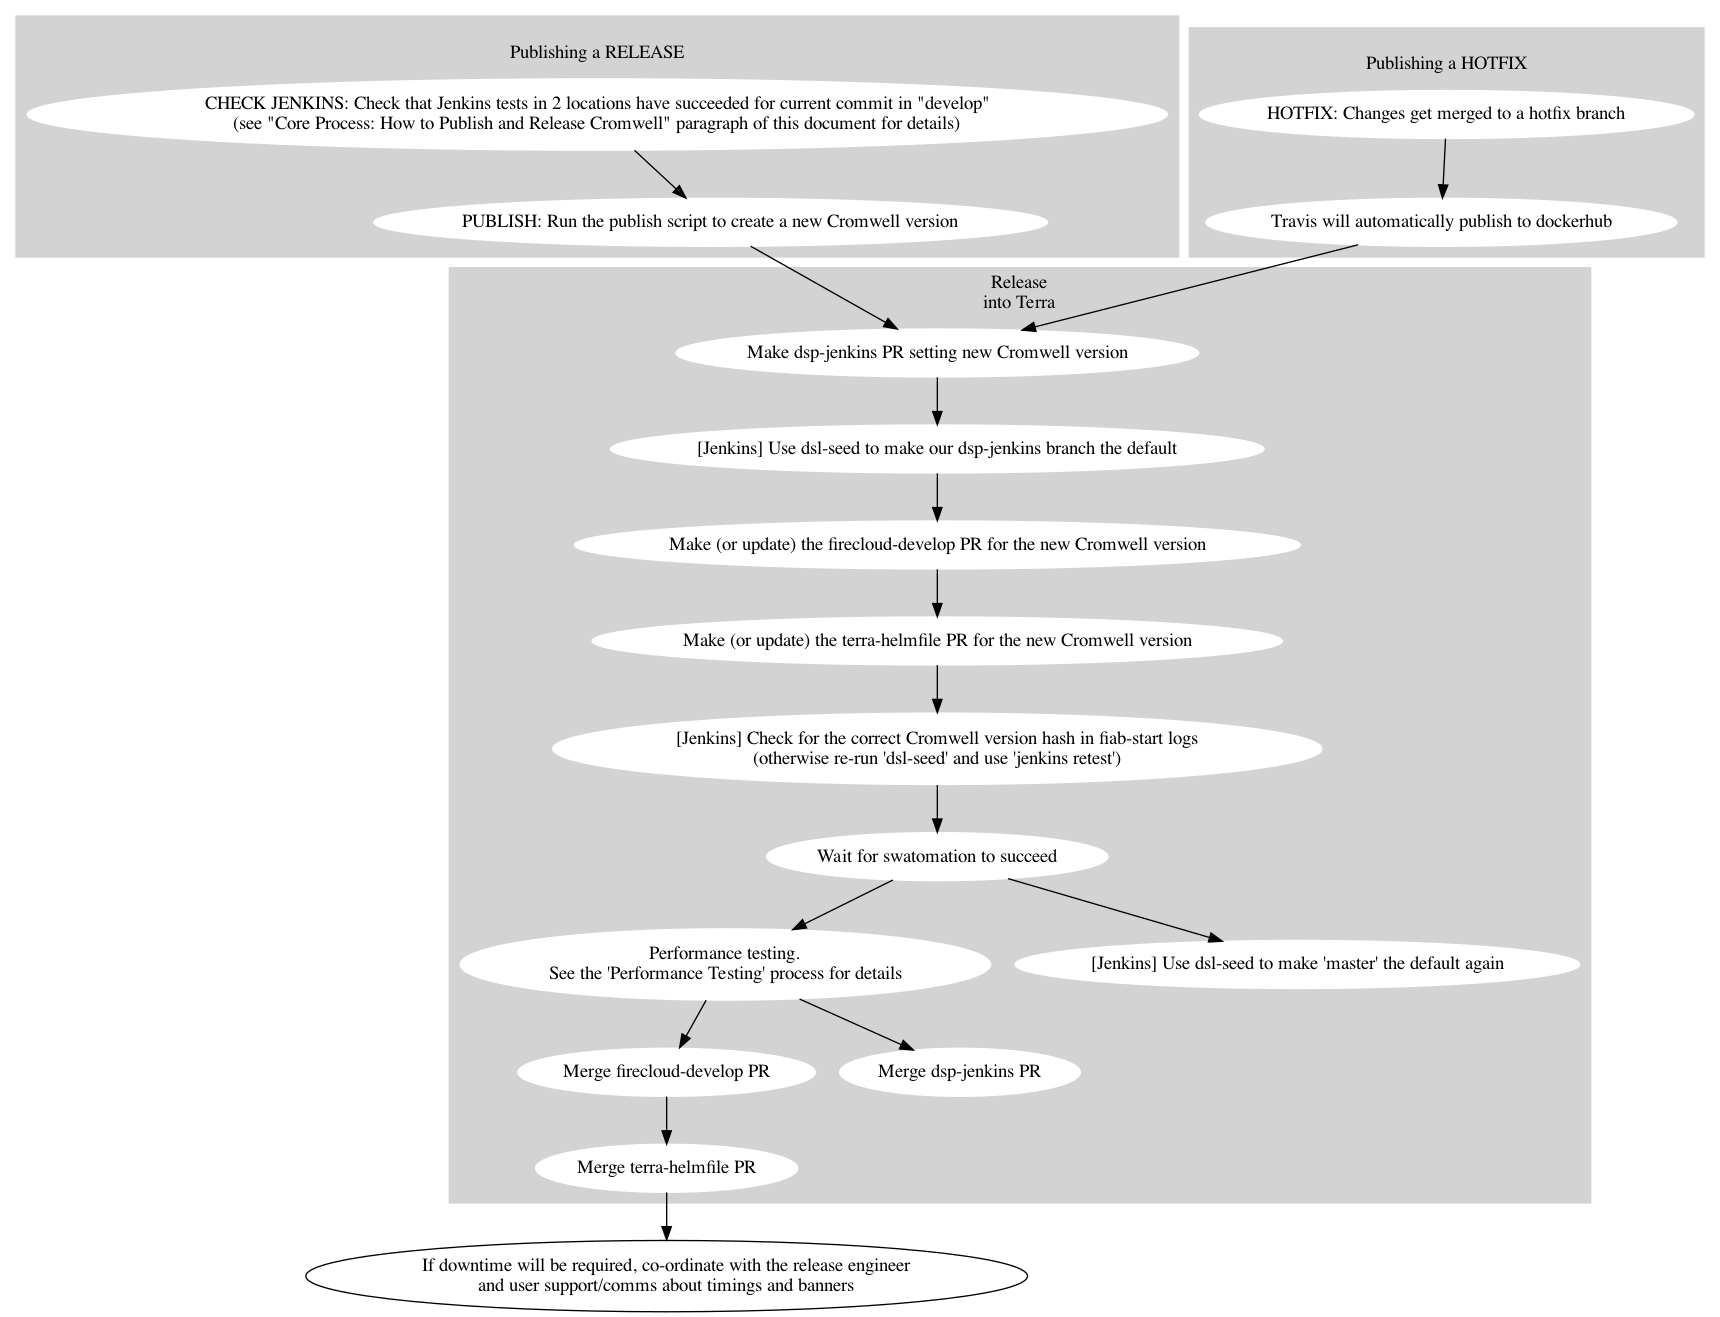 Publishing a RELEASE
CHECK JENKINS: Check that Jenkins tests in 2 locations have succeeded for current commit in "develop"
(see "Core Process: How to Publish and Release Cromwell" paragraph of this document for details)
PUBLISH: Run the publish script to create a new Cromwell version
Publishing a HOTFIX
HOTFIX: Changes get merged to a hotfix branch
Travis will automatically publish to dockerhub
Release
into Terra
Make dsp-jenkins PR setting new Cromwell version
[Jenkins] Use dsl-seed to make our dsp-jenkins branch the default
Make (or update) the firecloud-develop PR for the new Cromwell version
Make (or update) the terra-helmfile PR for the new Cromwell version
[Jenkins] Check for the correct Cromwell version hash in fiab-start logs
(otherwise re-run 'dsl-seed' and use 'jenkins retest')
Wait for swatomation to succeed
Performance testing.
See the 'Performance Testing' process for details
[Jenkins] Use dsl-seed to make 'master' the default again
Merge firecloud-develop PR
Merge dsp-jenkins PR
Merge terra-helmfile PR
If downtime will be required, co-ordinate with the release engineer
and user support/comms about timings and banners